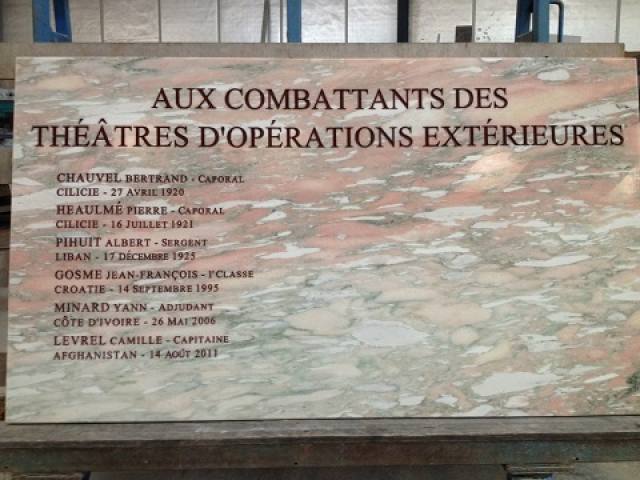 AUX COMBATTANTS DES
THÉÂTRES D'OPÉRATIONS EXTÉRIEURES
CHAUVEL BERTRAND - CAPORAL
CILICIE - 27 AVRIL 1920
HEAULMÉ PIERRE - CAPORAL
CILICIE - 16 JUILLET 1921
PIHUIT ALBERT - SERGENT
LIBAN - 17 DÉCEMBRE 1925
GOSME JEAN-FRANÇOIS - 1e CLASSE
CROATIE - 14 SEPTEMBRE 1995
MINARD YANN - ADJUDANT
CÔTE D'IVOIRE - 26 MAI 2006
LEVREL CAMILLE - CAPITAINE
AFGHANISTAN - 14 AOÛT 2011